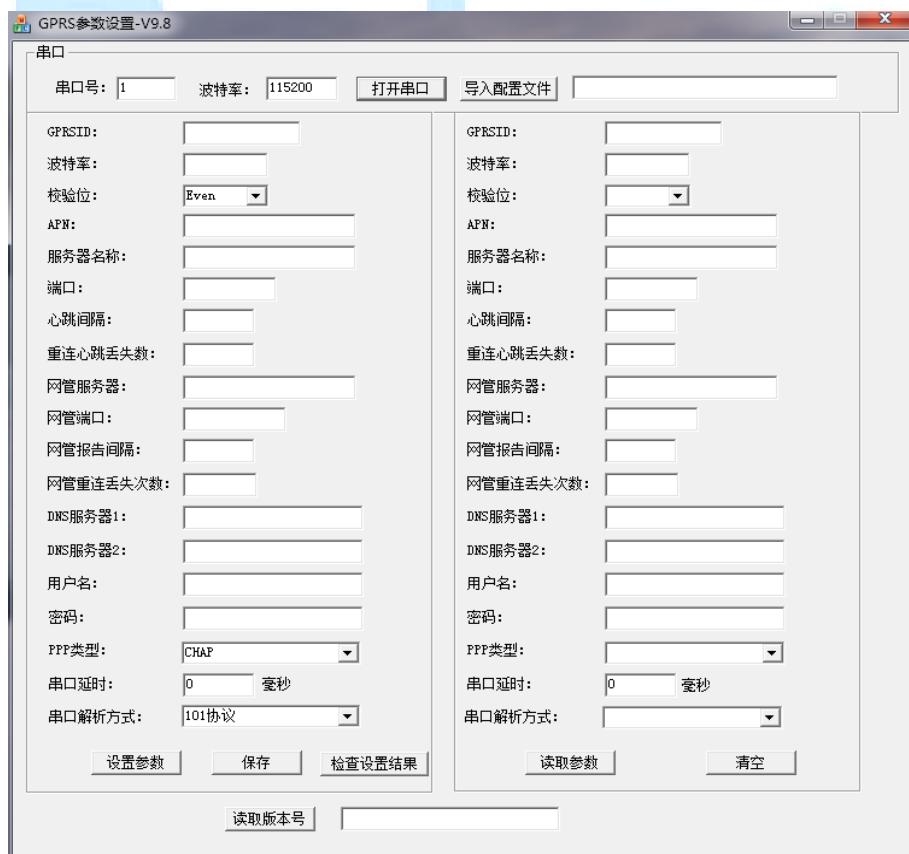 GPRS参数设置-V9.8
串口
串口号: 1 波特率: 115200 打开串口 导入配置文件
GPRSID: GPRSID:
波特率: 波特率:
校验位: Even 校验位:
APN: APN:
服务器名称: 服务器名称:
端口: 端口:
心跳间隔: 心跳间隔:
重连心跳丢失数: 重连心跳丢失数:
网管服务器: 网管服务器:
网管端口: 网管端口:
网管报告间隔: 网管报告间隔:
网管重连丢失次数: 网管重连丢失次数:
DNS服务器1: DNS服务器1:
DNS服务器2: DNS服务器2:
用户名: 用户名:
密码: 密码:
PPP类型: CHAP PPP类型:
串口延时: 0 毫秒 串口延时: 0 毫秒
串口解析方式: 101协议 串口解析方式:
设置参数 保存 检查设置结果 读取参数 清空
读取版本号